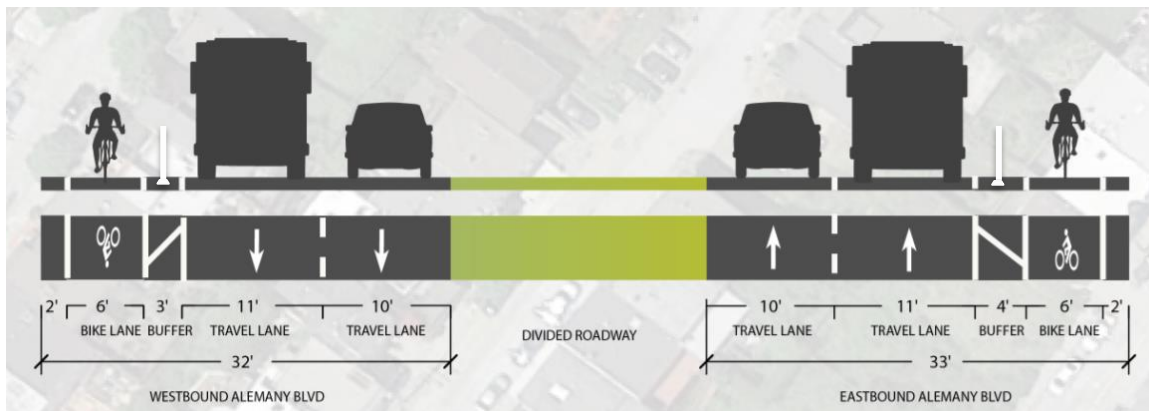 2' 6' 3' 11' 10' 10' 11' 4' 6' 2'
BIKE LANE BUFFER TRAVEL LANE TRAVEL LANE DIVIDED ROADWAY TRAVEL LANE TRAVEL LANE BUFFER BIKE LANE
32' 33'
WESTBOUND ALEMANY BLVD EASTBOUND ALEMANY BLVD